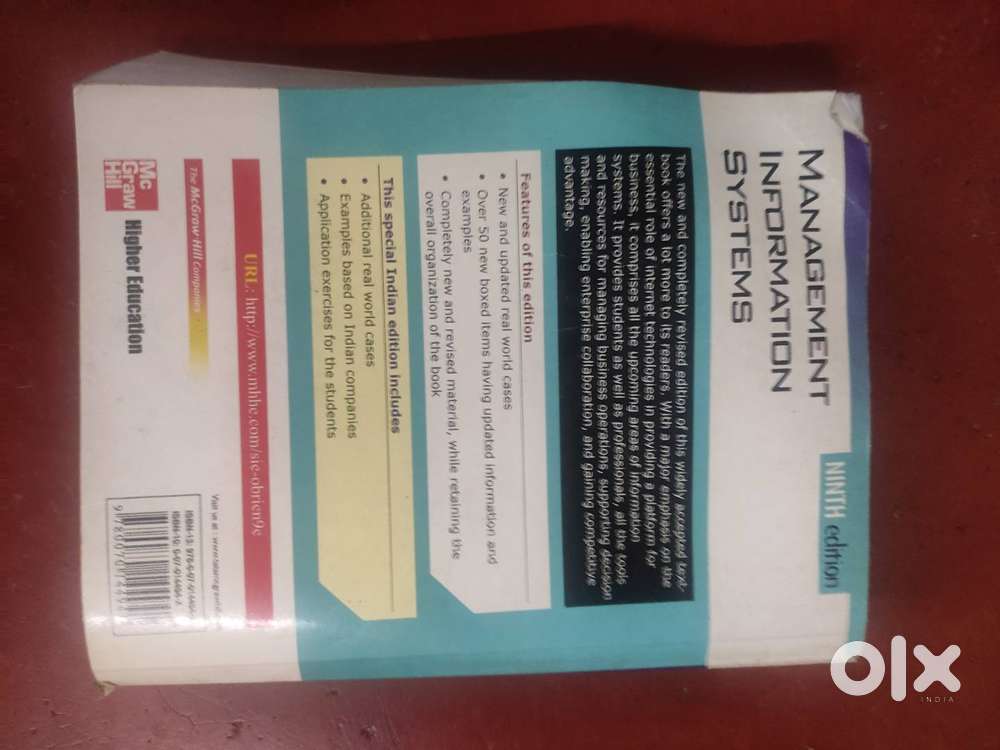 MANAGEMENT
INFORMATION
SYSTEMS
NINTH edition
The new and completely revised edition of this widely accepted text-
book offers a lot more to its readers. With a major emphasis on the
essential role of internet technologies in providing a platform for
business, it comprises all the upcoming areas of information
systems. It provides students as well as professionals, all the tools
and resources for managing business operations, supporting decision
making, enabling enterprise collaboration, and gaining competitive
advantage.
Features of this edition
• New and updated real world cases
• Over 50 new boxed items having updated information and
examples
• Completely new and revised material, while retaining the
overall organization of the book
This special Indian edition includes
• Additional real world cases
• Examples based on Indian companies
• Application exercises for the students
URL: http://www.mhhe.com/sie-obrien9e
The McGraw-Hill Companies
Mc
Graw
Hill
Higher Education
Visit us at :
ISBN-13:
ISBN-10:
olx
INDIA